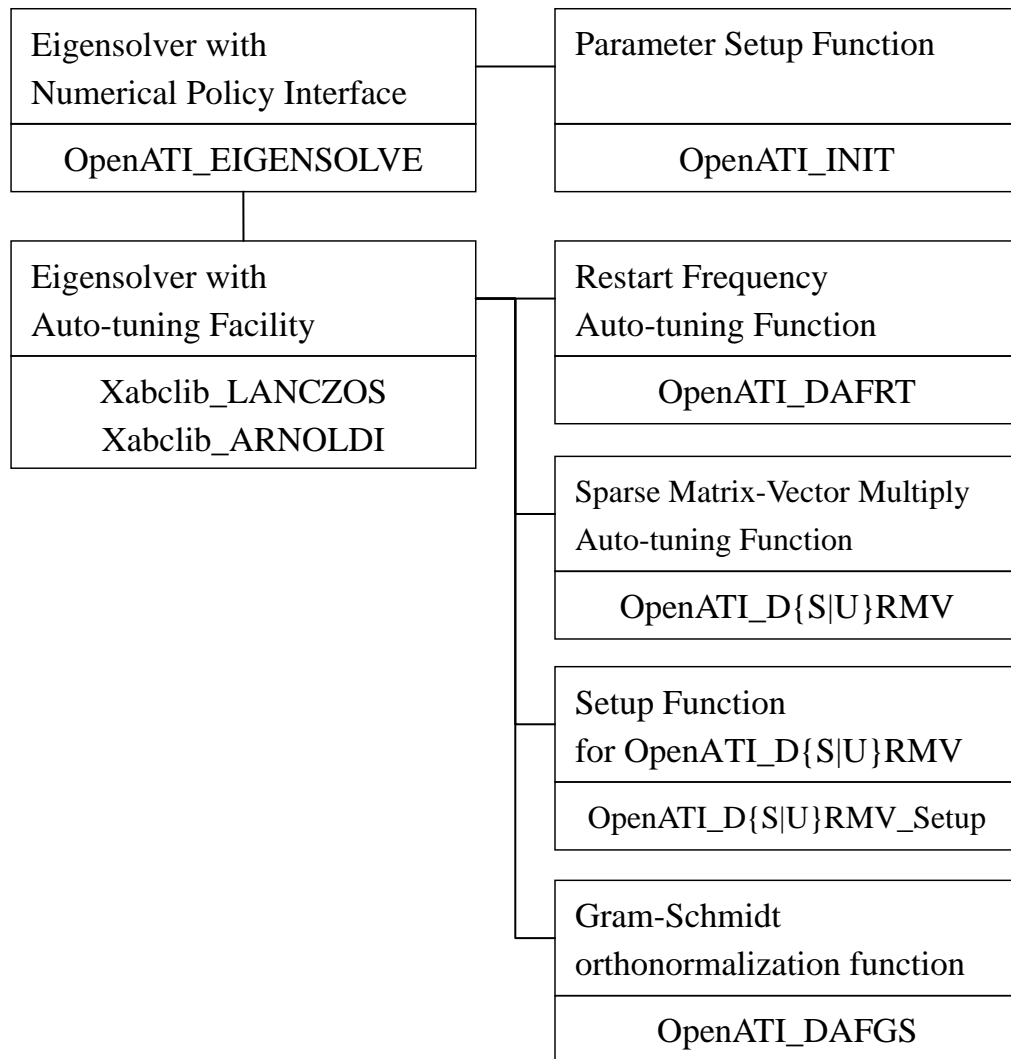 Eigensolver with
Numerical Policy Interface
OpenATI_EIGENSOLVE
Parameter Setup Function
OpenATI_INIT
Eigensolver with
Auto-tuning Facility
Xabclib_LANCZOS
Xabclib_ARNOLDI
Restart Frequency
Auto-tuning Function
OpenATI_DAFRT
Sparse Matrix-Vector Multiply
Auto-tuning Function
OpenATI_D{S|U}RMV
Setup Function
for OpenATI_D{S|U}RMV
OpenATI_D{S|U}RMV_Setup
Gram-Schmidt
orthonormalization function
OpenATI_DAFGS